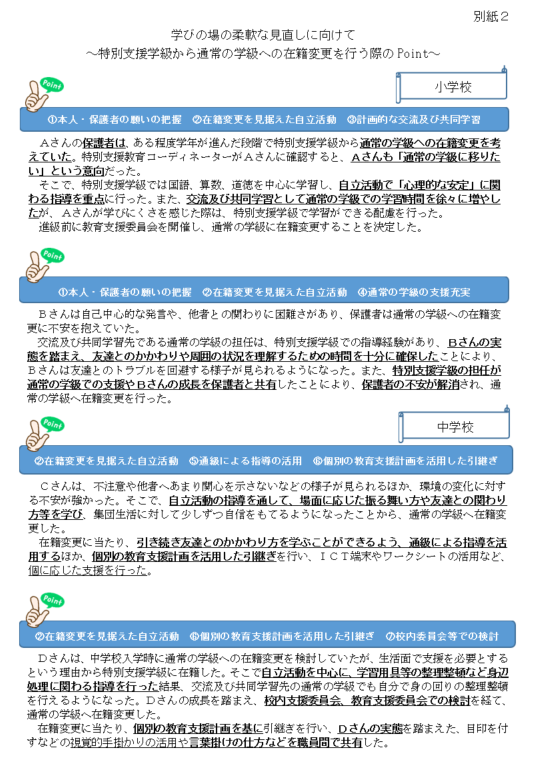 別紙２
学びの場の柔軟な見直しに向けて
～特別支援学級から通常の学級への在籍変更を行う際のPoint～
小学校
Point
①本人・保護者の願いの把握　②在籍変更を見据えた自立活動　③計画的な交流及び共同学習
Ａさんの保護者は、ある程度学年が進んだ段階で特別支援学級から通常の学級への在籍変更を考
えていた。特別支援教育コーディネーターがＡさんに確認すると、Ａさんも「通常の学級に移りた
い」という意向だった。
そこで、特別支援学級では国語、算数、道徳を中心に学習し、自立活動で「心理的な安定」に関
わる指導を重点に行った。また、交流及び共同学習として通常の学級での学習時間を徐々に増やし
たが、Ａさんが学びにくさを感じた際は、特別支援学級で学習ができる配慮を行った。
進級前に教育支援委員会を開催し、通常の学級に在籍変更することを決定した。
Point
①本人・保護者の願いの把握　②在籍変更を見据えた自立活動　④通常の学級の支援充実
Ｂさんは自己中心的な発言や、他者との関わりに困難さがあり、保護者は通常の学級への在籍変
更に不安を抱えていた。
交流及び共同学習先である通常の学級の担任は、特別支援学級での指導経験があり、Ｂさんの実
態を踏まえ、友達とのかかわりや周囲の状況を理解するための時間を十分に確保したことにより、
Ｂさんは友達とのトラブルを回避する様子が見られるようになった。また、特別支援学級の担任が
通常の学級での支援やＢさんの成長を保護者と共有したことにより、保護者の不安が解消され、通
常の学級へ在籍変更を行った。
中学校
Point
②在籍変更を見据えた自立活動　⑤通級による指導の活用　⑥個別の教育支援計画を活用した引継ぎ
Ｃさんは、不注意や他者へあまり関心を示さないなどの様子が見られるほか、環境の変化に対す
る不安が強かった。そこで、自立活動の指導を通して、場面に応じた振る舞い方や友達との関わり
方等を学び、集団生活に対して少しずつ自信をもてるようになったことから、通常の学級へ在籍変
更した。
在籍変更に当たり、引き続き友達とのかかわり方を学ぶことができるよう、通級による指導を活
用するほか、個別の教育支援計画を活用した引継ぎを行い、ＩＣＴ端末やワークシートの活用など、
個に応じた支援を行った。
Point
②在籍変更を見据えた自立活動　⑥個別の教育支援計画を活用した引継ぎ　⑦校内委員会等での検討
Ｄさんは、中学校入学時に通常の学級への在籍変更を検討していたが、生活面で支援を必要とする
という理由から特別支援学級に在籍した。そこで自立活動を中心に、学習用具等の整理整頓など身辺
処理に関わる指導を行った結果、交流及び共同学習先の通常の学級でも自分で身の回りの整理整頓
を行えるようになった。Ｄさんの成長を踏まえ、校内支援委員会、教育支援委員会での検討を経て、
通常の学級へ在籍変更した。
在籍変更に当たり、個別の教育支援計画を基に引継ぎを行い、Ｄさんの実態を踏まえた、目印を付
すなどの視覚的手掛かりの活用や言葉掛けの仕方などを職員間で共有した。